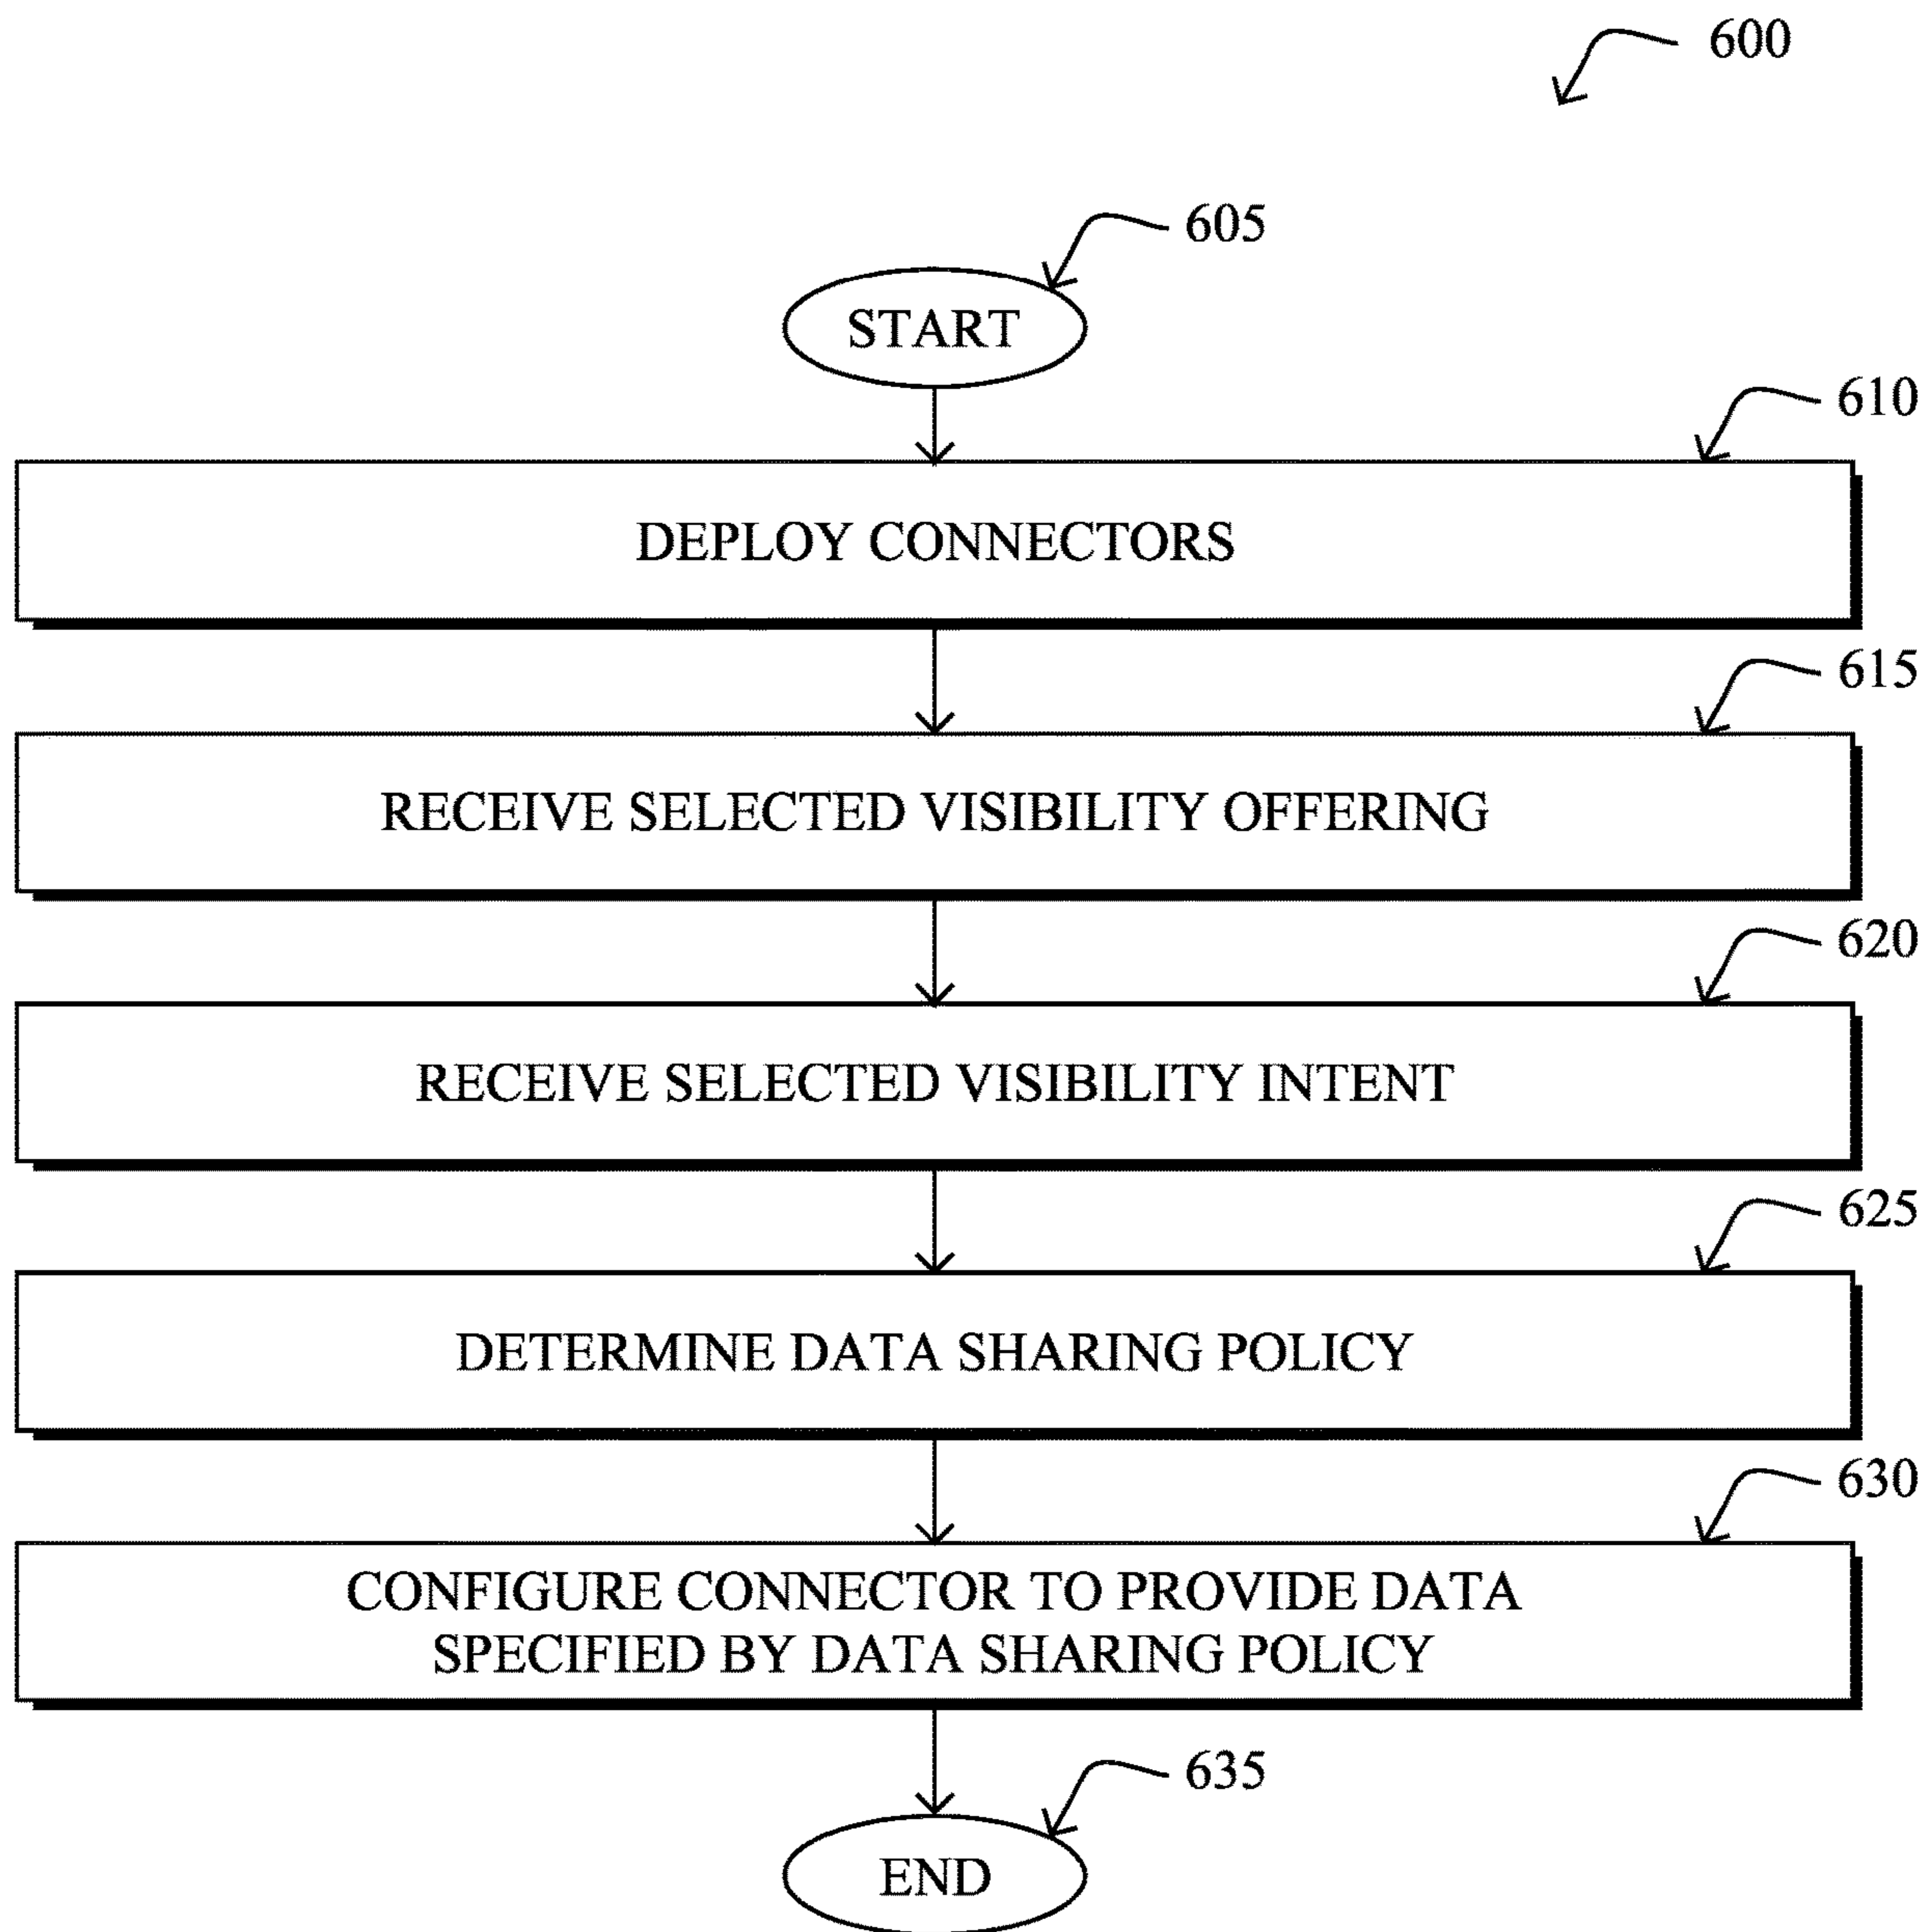 600
605
START
610
DEPLOY CONNECTORS
615
RECEIVE SELECTED VISIBILITY OFFERING
620
RECEIVE SELECTED VISIBILITY INTENT
625
DETERMINE DATA SHARING POLICY
630
CONFIGURE CONNECTOR TO PROVIDE DATA
SPECIFIED BY DATA SHARING POLICY
635
END